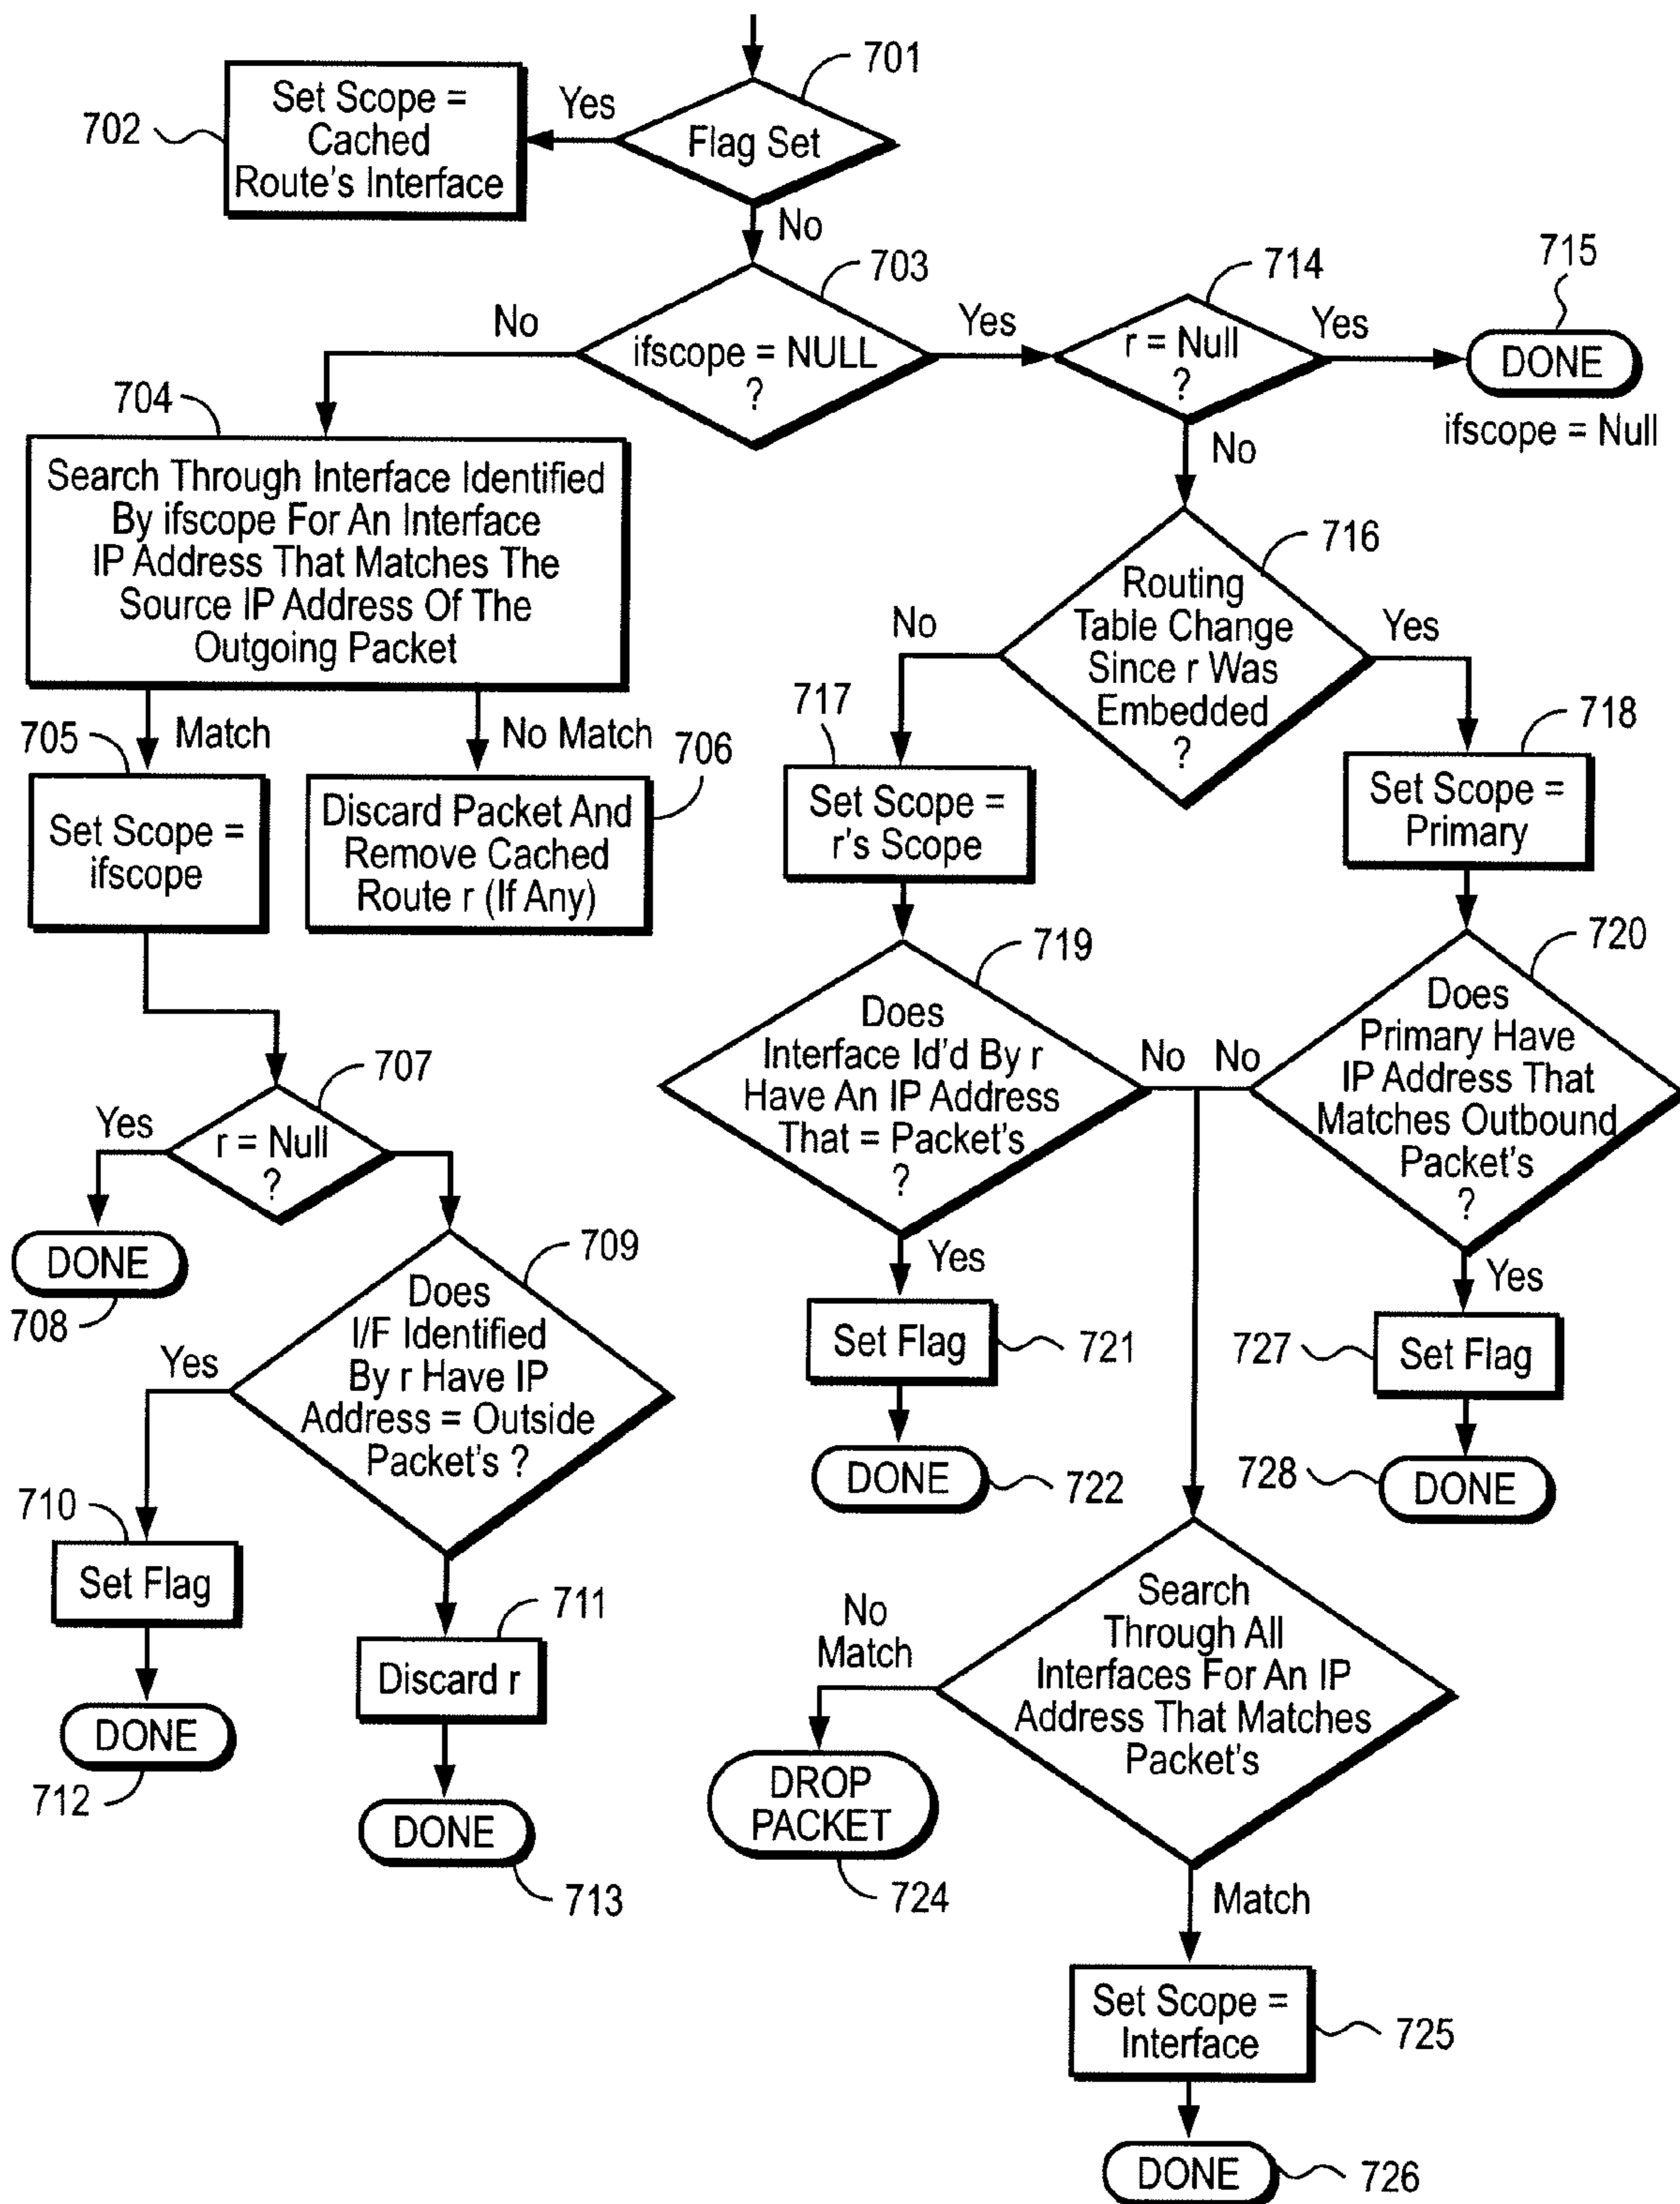 701
Set Scope =
Cached
Route's Interface
702
Yes
Flag Set
No
703
ifscope = NULL
?
No
Yes
714
r = Null
?
Yes
715
DONE
ifscope = Null
No
704
Search Through Interface Identified
By ifscope For An Interface
IP Address That Matches The
Source IP Address Of The
Outgoing Packet
Match
No Match
705
Set Scope =
ifscope
706
Discard Packet And
Remove Cached
Route r (If Any)
716
Routing
Table Change
Since r Was
Embedded
?
No
Yes
717
Set Scope =
r's Scope
718
Set Scope =
Primary
707
r = Null
?
Yes
DONE
708
709
Does
I/F Identified
By r Have IP
Address = Outside
Packet's ?
Yes
710
Set Flag
DONE
712
711
Discard r
DONE
713
719
Does
Interface Id'd By r
Have An IP Address
That = Packet's
?
No
No
720
Does
Primary Have
IP Address That
Matches Outbound
Packet's
?
Yes
Set Flag
721
DONE
722
Yes
727
Set Flag
728
DONE
Search
Through All
Interfaces For An IP
Address That Matches
Packet's
No
Match
DROP
PACKET
724
Match
Set Scope =
Interface
725
DONE
726